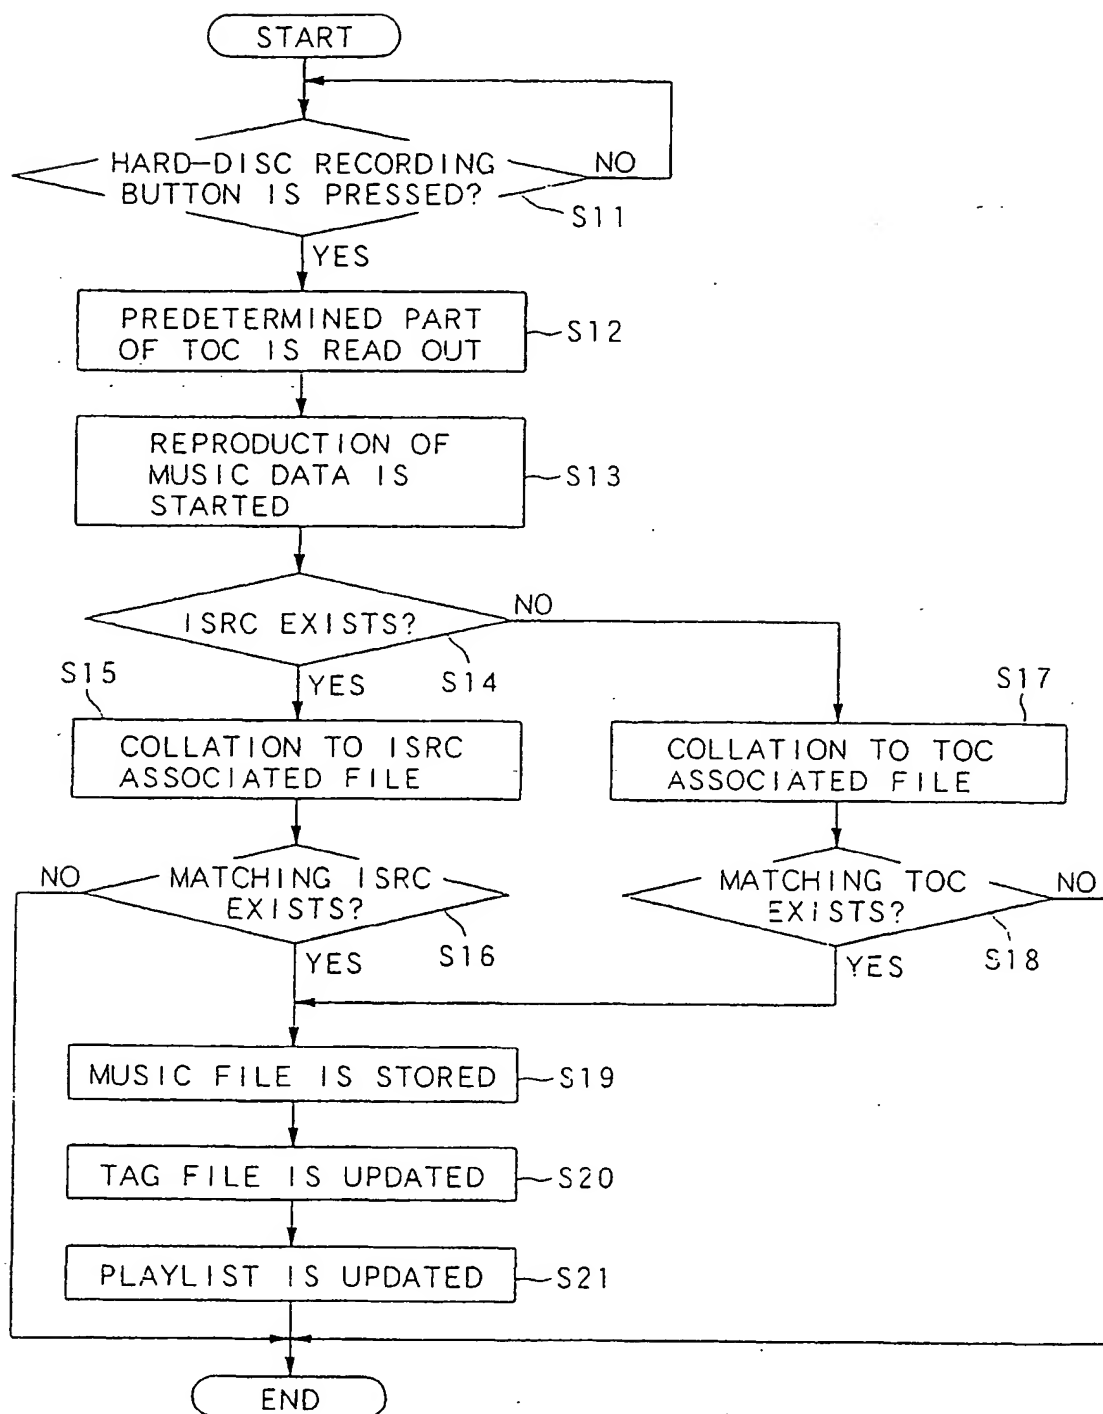 START
HARD-DISC RECORDING
BUTTON IS PRESSED?
NO
S11
YES
PREDETERMINED PART
OF TOC IS READ OUT
S12
REPRODUCTION OF
MUSIC DATA IS
STARTED
S13
ISRC EXISTS?
NO
S14
YES
S15
S17
COLLATION TO ISRC
ASSOCIATED FILE
COLLATION TO TOC
ASSOCIATED FILE
NO
MATCHING ISRC
EXISTS?
S16
YES
MATCHING TOC
EXISTS?
NO
S18
YES
MUSIC FILE IS STORED
S19
TAG FILE IS UPDATED
S20
PLAYLIST IS UPDATED
S21
END